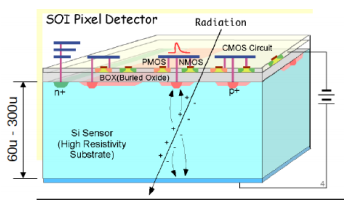 SOI Pixel Detector
Radiation
CMOS Circuit
PMOS
NMOS
BOX(Buried Oxide)
n+
p+
60u - 300u
Si Sensor
(High Resistivity
Substrate)
+ -
+ -
+ -
+ -
4